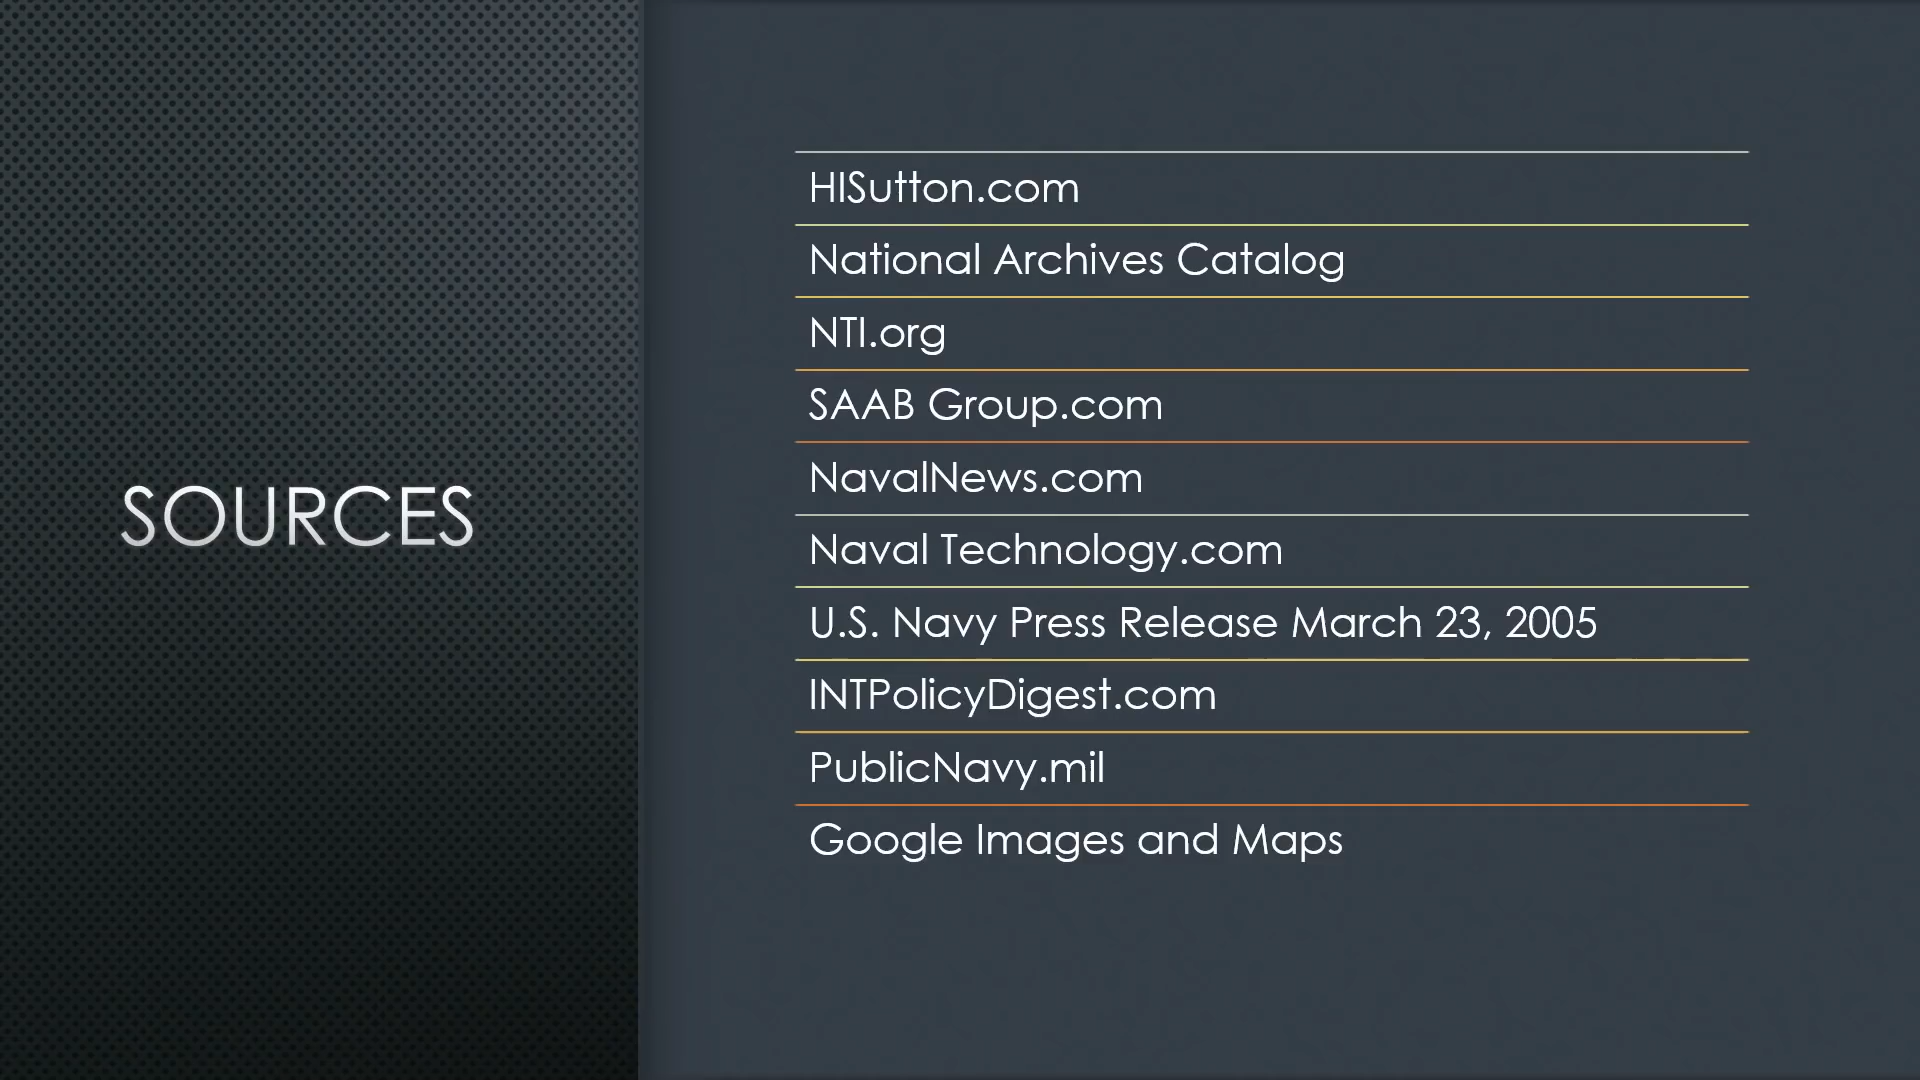 SOURCES
HISutton.com
National Archives Catalog
NTI.org
SAAB Group.com
NavalNews.com
Naval Technology.com
U.S. Navy Press Release March 23, 2005
INTPolicyDigest.com
PublicNavy.mil
Google Images and Maps